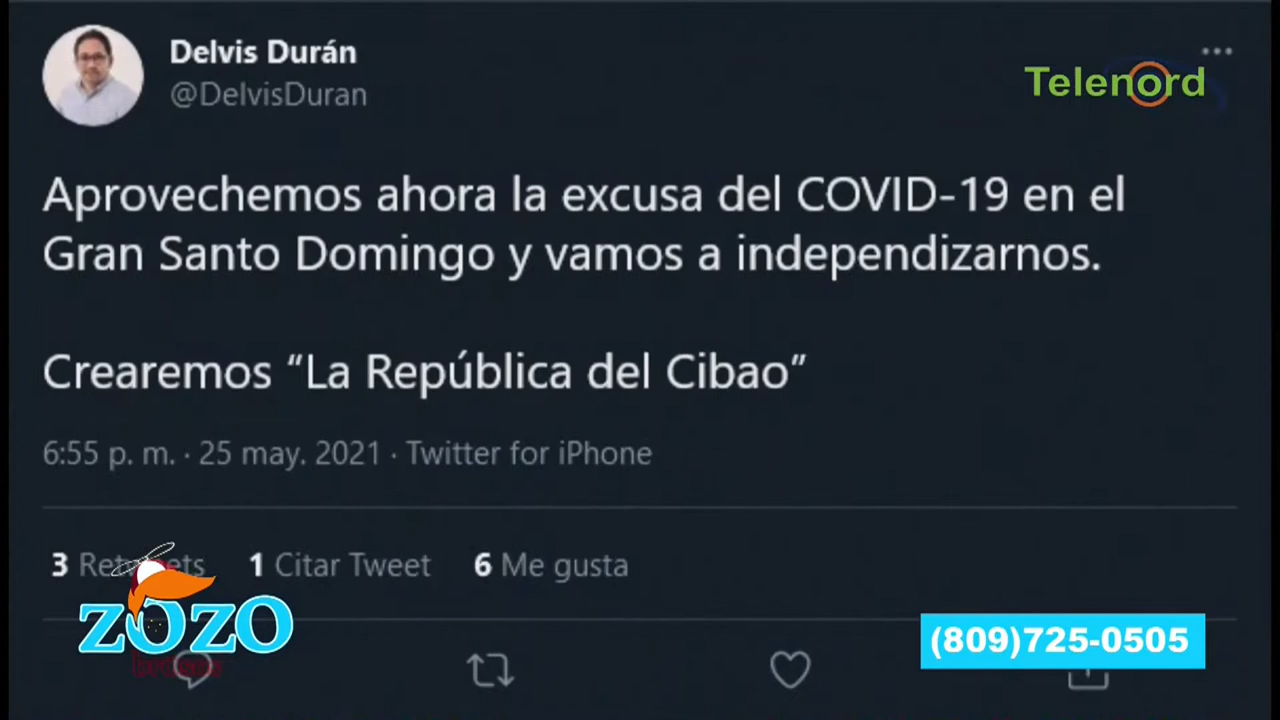 Delvis Durán
@DelvisDuran
Telenord
Aprovechemos ahora la excusa del COVID-19 en el
Gran Santo Domingo y vamos a independizarnos.
Crearemos “La República del Cibao”
6:55 p. m. · 25 may. 2021 · Twitter for iPhone
3 Retweets 1 Citar Tweet 6 Me gusta
ZOZO
(809)725-0505